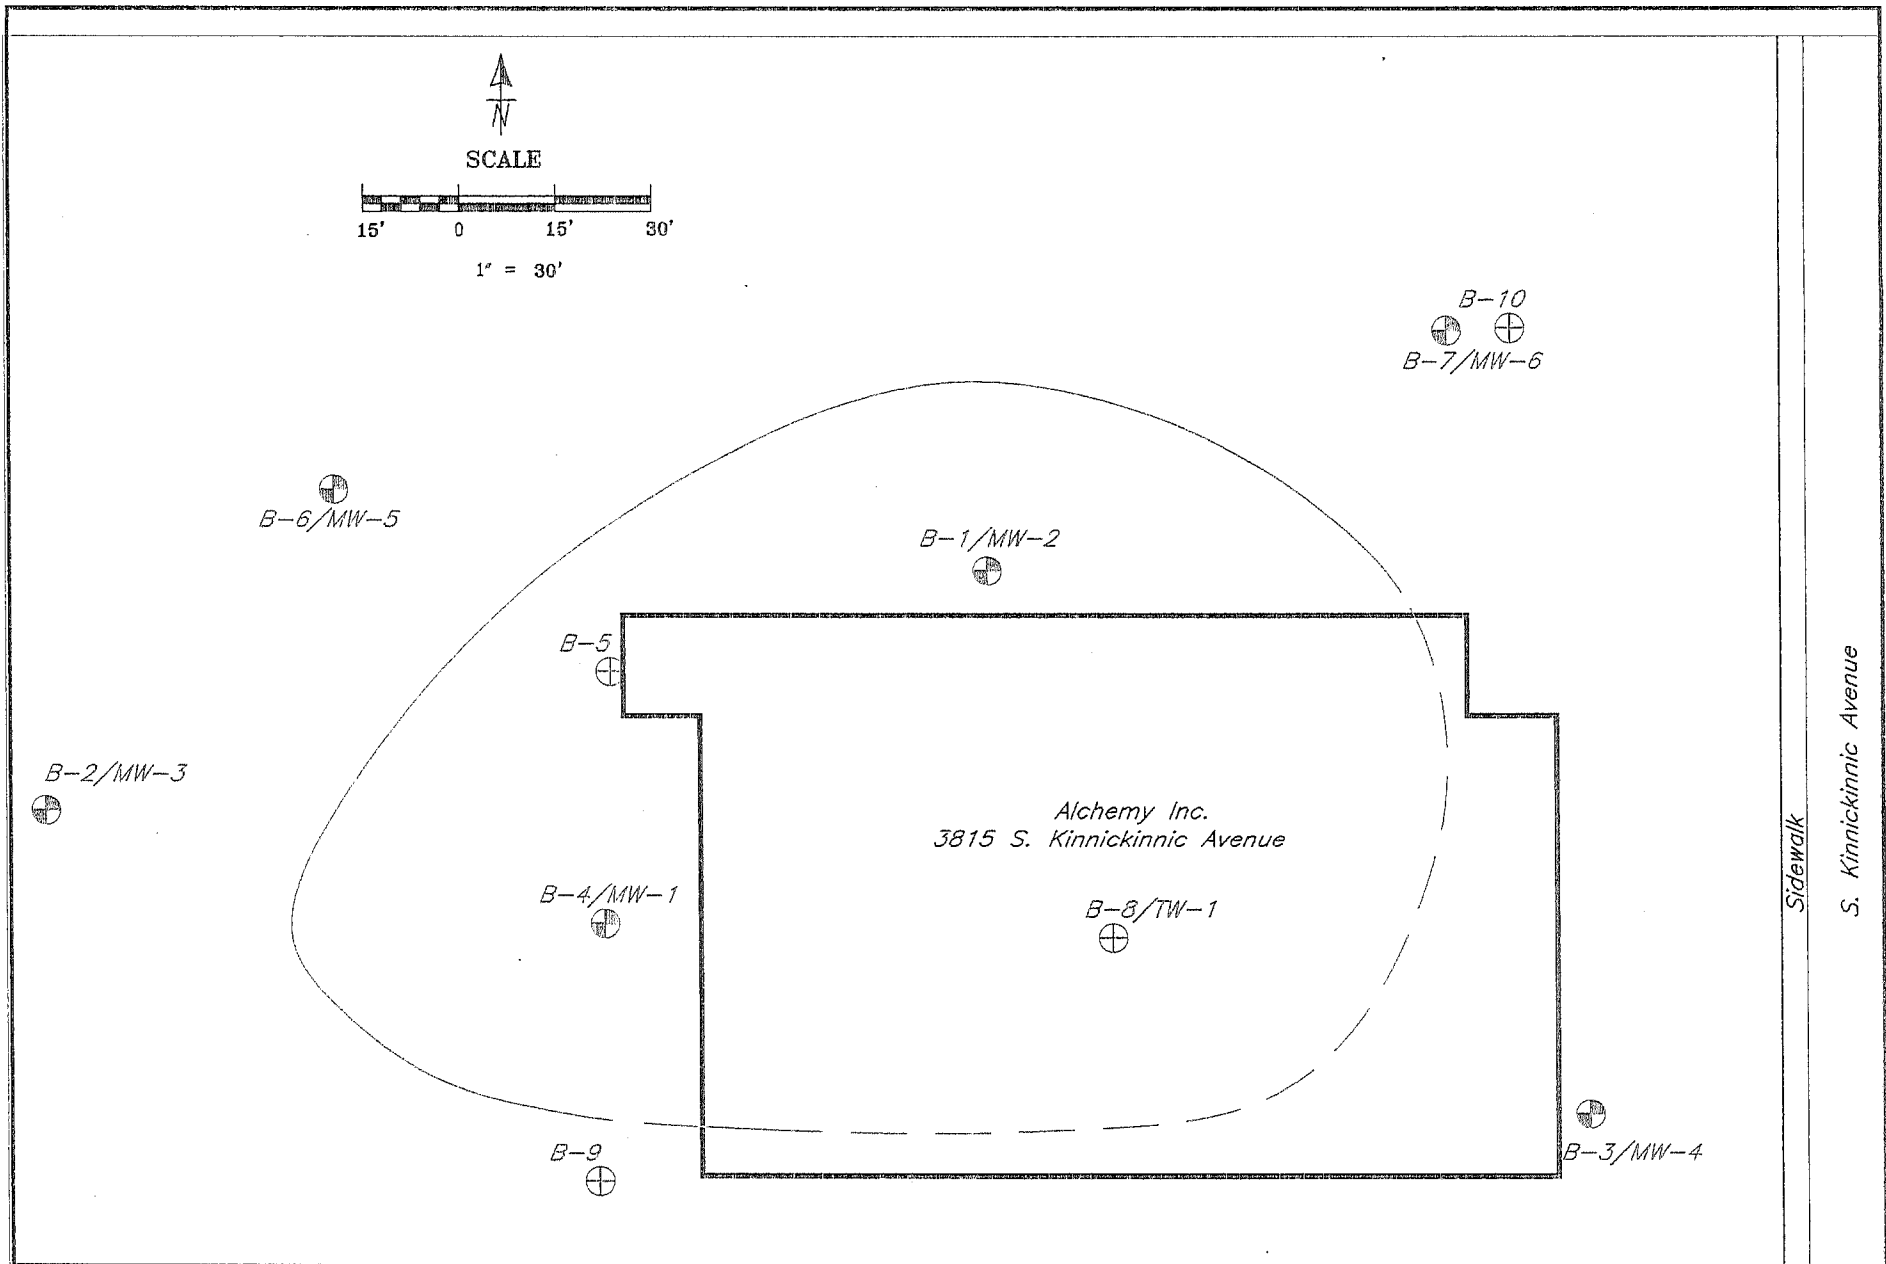 N
SCALE
15' 0 15' 30'
1" = 30'
B-10
B-7/MW-6
B-6/MW-5
B-1/MW-2
B-5
B-2/MW-3
Alchemy Inc.
3815 S. Kinnickinnic Avenue
B-4/MW-1
B-8/TW-1
B-9
B-3/MW-4
Sidewalk
S. Kinnickinnic Avenue